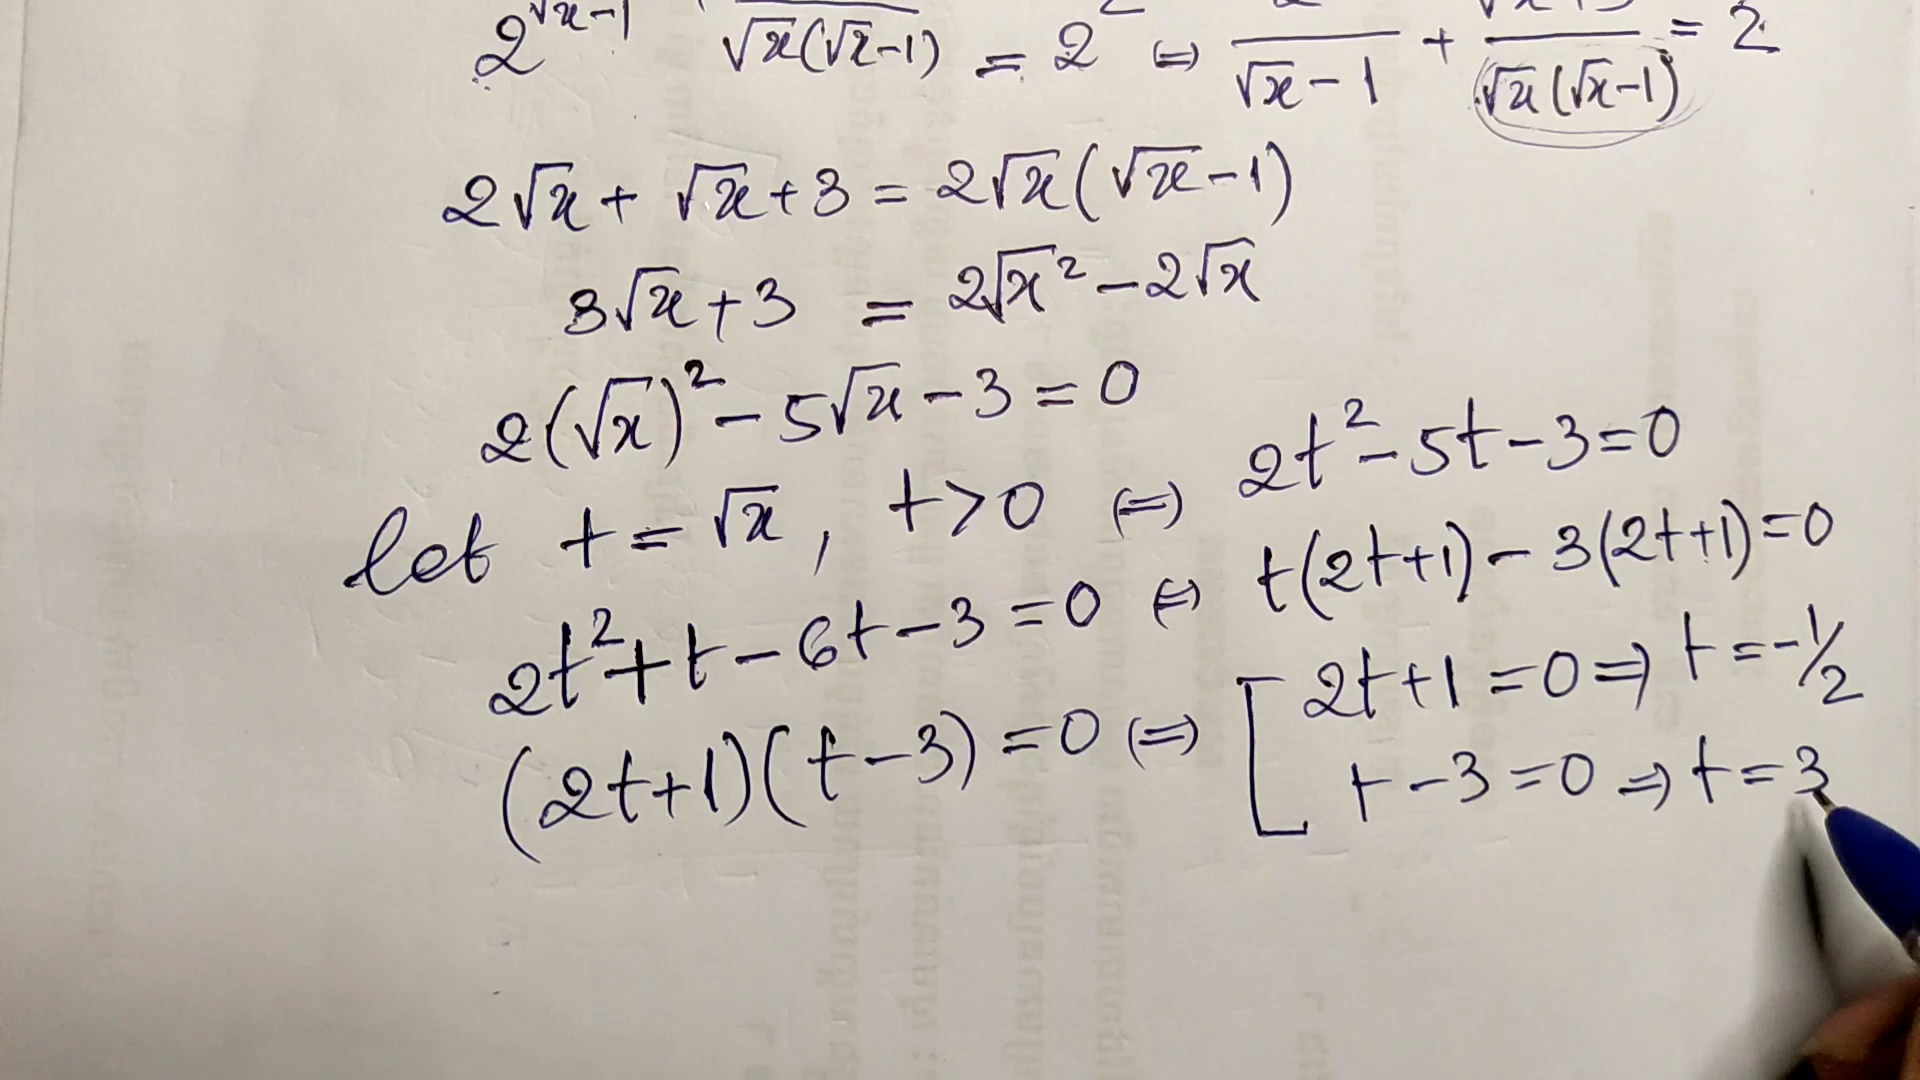 2^(√x-1) √x(√x-1) = 2² ⇔ 2/(√x-1) + (√x+3)/(√x(√x-1)) = 2
2√x + √x + 3 = 2√x(√x-1)
3√x + 3 = 2√x² - 2√x
2(√x)² - 5√x - 3 = 0
let t = √x, t > 0 ⇔ 2t² - 5t - 3 = 0
2t² + t - 6t - 3 = 0 ⇔ t(2t+1) - 3(2t+1) = 0
(2t+1)(t-3) = 0 ⇔ [ 2t+1 = 0 ⇒ t = -1/2
t - 3 = 0 ⇒ t = 3